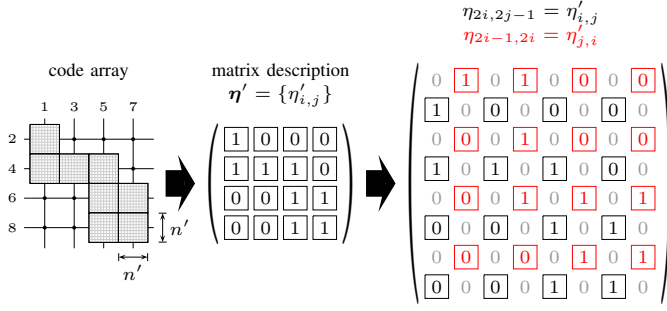 η2i,2j−1 = η′i,j
η2i−1,2i = η′j,i
code array
1 3 5 7
2
4
6
8
n′
n′
matrix description
η′ = {η′i,j}
1 0 0 0
1 1 1 0
0 0 1 1
0 0 1 1
0 1 0 1 0 0 0 0
1 0 0 0 0 0 0 0
0 0 0 1 0 0 0 0
1 0 1 0 1 0 0 0
0 0 0 1 0 1 0 1
0 0 0 0 1 0 1 0
0 0 0 0 0 1 0 1
0 0 0 0 1 0 1 0